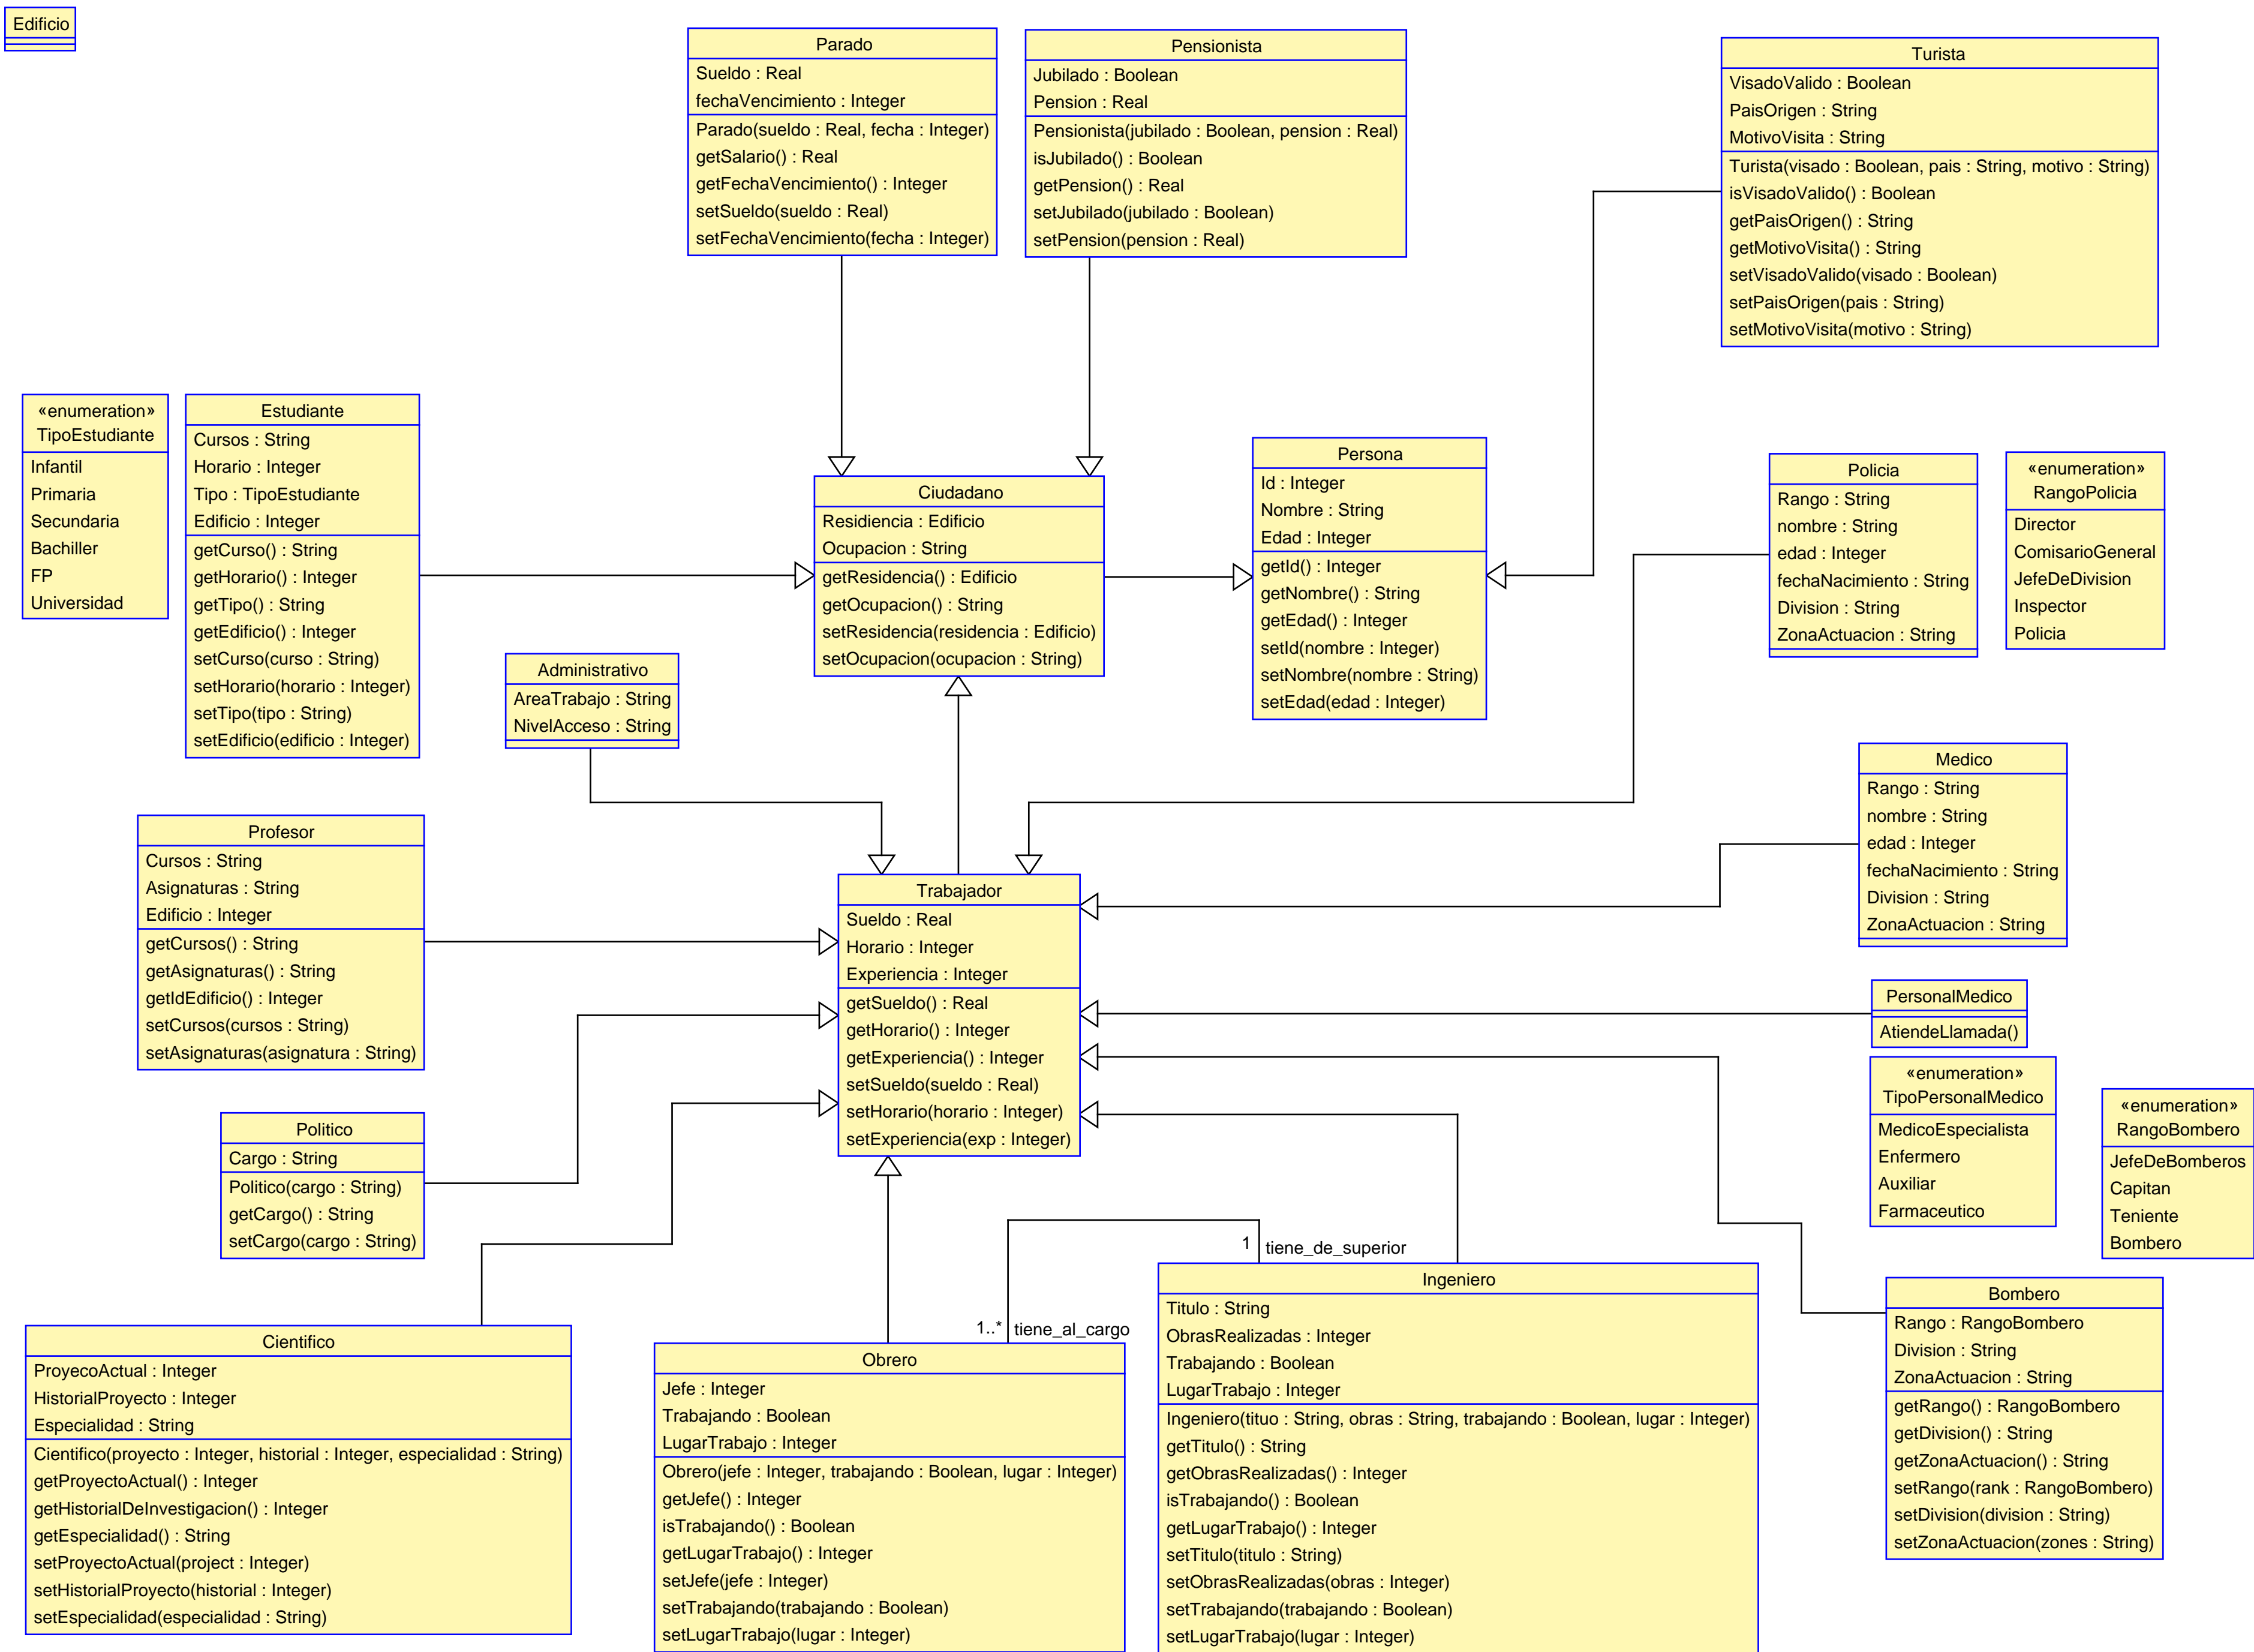 Edificio
Parado
Sueldo : Real
fechaVencimiento : Integer
Parado(sueldo : Real, fecha : Integer)
getSalario() : Real
getFechaVencimiento() : Integer
setSueldo(sueldo : Real)
setFechaVencimiento(fecha : Integer)
Pensionista
Jubilado : Boolean
Pension : Real
Pensionista(jubilado : Boolean, pension : Real)
isJubilado() : Boolean
getPension() : Real
setJubilado(jubilado : Boolean)
setPension(pension : Real)
Turista
VisadoValido : Boolean
PaisOrigen : String
MotivoVisita : String
Turista(visado : Boolean, pais : String, motivo : String)
isVisadoValido() : Boolean
getPaisOrigen() : String
getMotivoVisita() : String
setVisadoValido(visado : Boolean)
setPaisOrigen(pais : String)
setMotivoVisita(motivo : String)
«enumeration»
TipoEstudiante
Infantil
Primaria
Secundaria
Bachiller
FP
Universidad
Estudiante
Cursos : String
Horario : Integer
Tipo : TipoEstudiante
Edificio : Integer
getCurso() : String
getHorario() : Integer
getTipo() : String
getEdificio() : Integer
setCurso(curso : String)
setHorario(horario : Integer)
setTipo(tipo : String)
setEdificio(edificio : Integer)
Ciudadano
Residiencia : Edificio
Ocupacion : String
getResidencia() : Edificio
getOcupacion() : String
setResidencia(residencia : Edificio)
setOcupacion(ocupacion : String)
Persona
Id : Integer
Nombre : String
Edad : Integer
getId() : Integer
getNombre() : String
getEdad() : Integer
setId(nombre : Integer)
setNombre(nombre : String)
setEdad(edad : Integer)
Policia
Rango : String
nombre : String
edad : Integer
fechaNacimiento : String
Division : String
ZonaActuacion : String
«enumeration»
RangoPolicia
Director
ComisarioGeneral
JefeDeDivision
Inspector
Policia
Administrativo
AreaTrabajo : String
NivelAcceso : String
Medico
Rango : String
nombre : String
edad : Integer
fechaNacimiento : String
Division : String
ZonaActuacion : String
Profesor
Cursos : String
Asignaturas : String
Edificio : Integer
getCursos() : String
getAsignaturas() : String
getIdEdificio() : Integer
setCursos(cursos : String)
setAsignaturas(asignatura : String)
Trabajador
Sueldo : Real
Horario : Integer
Experiencia : Integer
getSueldo() : Real
getHorario() : Integer
getExperiencia() : Integer
setSueldo(sueldo : Real)
setHorario(horario : Integer)
setExperiencia(exp : Integer)
PersonalMedico
AtiendeLlamada()
«enumeration»
TipoPersonalMedico
MedicoEspecialista
Enfermero
Auxiliar
Farmaceutico
«enumeration»
RangoBombero
JefeDeBomberos
Capitan
Teniente
Bombero
Politico
Cargo : String
Politico(cargo : String)
getCargo() : String
setCargo(cargo : String)
1 tiene_de_superior
1..* tiene_al_cargo
Cientifico
ProyecoActual : Integer
HistorialProyecto : Integer
Especialidad : String
Cientifico(proyecto : Integer, historial : Integer, especialidad : String)
getProyectoActual() : Integer
getHistorialDeInvestigacion() : Integer
getEspecialidad() : String
setProyectoActual(project : Integer)
setHistorialProyecto(historial : Integer)
setEspecialidad(especialidad : String)
Obrero
Jefe : Integer
Trabajando : Boolean
LugarTrabajo : Integer
Obrero(jefe : Integer, trabajando : Boolean, lugar : Integer)
getJefe() : Integer
isTrabajando() : Boolean
getLugarTrabajo() : Integer
setJefe(jefe : Integer)
setTrabajando(trabajando : Boolean)
setLugarTrabajo(lugar : Integer)
Ingeniero
Titulo : String
ObrasRealizadas : Integer
Trabajando : Boolean
LugarTrabajo : Integer
Ingeniero(tituo : String, obras : String, trabajando : Boolean, lugar : Integer)
getTitulo() : String
getObrasRealizadas() : Integer
isTrabajando() : Boolean
getLugarTrabajo() : Integer
setTitulo(titulo : String)
setObrasRealizadas(obras : Integer)
setTrabajando(trabajando : Boolean)
setLugarTrabajo(lugar : Integer)
Bombero
Rango : RangoBombero
Division : String
ZonaActuacion : String
getRango() : RangoBombero
getDivision() : String
getZonaActuacion() : String
setRango(rank : RangoBombero)
setDivision(division : String)
setZonaActuacion(zones : String)